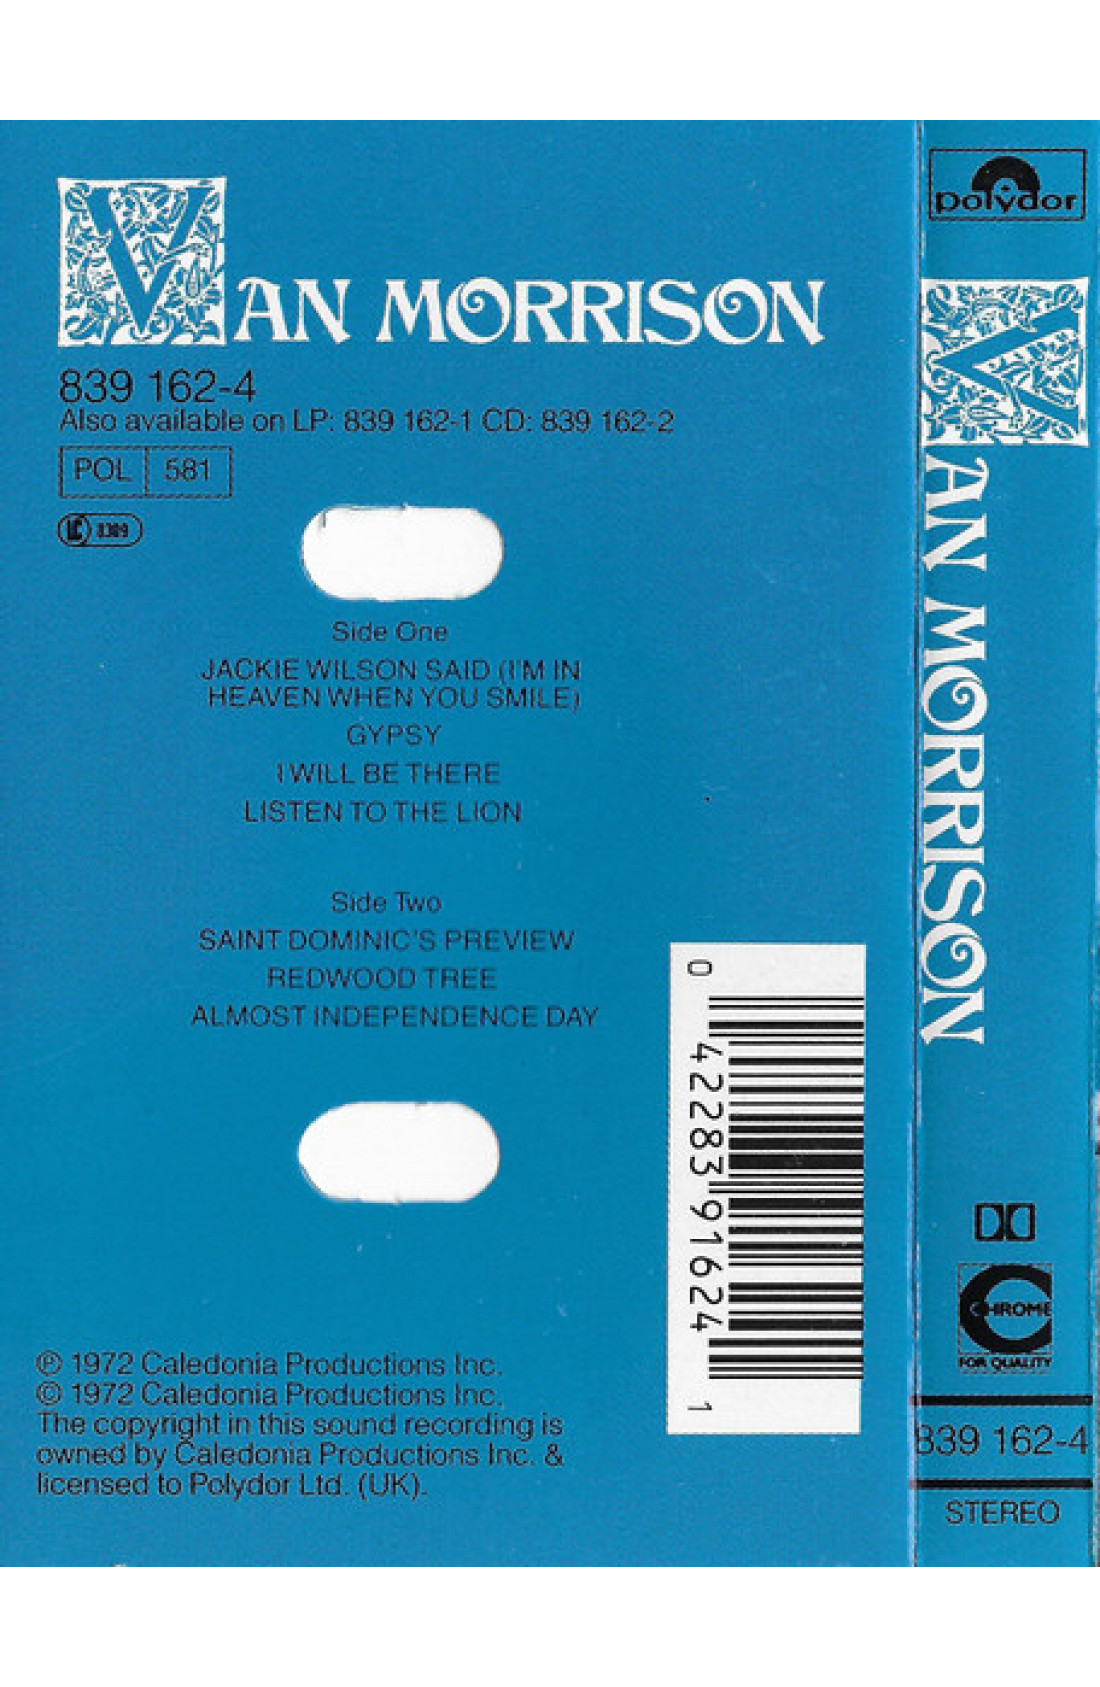 VAN MORRISON
839 162-4
Also available on LP: 839 162-1 CD: 839 162-2
POL 581
LC 8309
Side One
JACKIE WILSON SAID (I'M IN
HEAVEN WHEN YOU SMILE)
GYPSY
I WILL BE THERE
LISTEN TO THE LION
Side Two
SAINT DOMINIC'S PREVIEW
REDWOOD TREE
ALMOST INDEPENDENCE DAY
0 42283 91624 1
℗ 1972 Caledonia Productions Inc.
© 1972 Caledonia Productions Inc.
The copyright in this sound recording is
owned by Caledonia Productions Inc. &
licensed to Polydor Ltd. (UK).
polydor
VAN MORRISON
CHROME
FOR QUALITY
839 162-4
STEREO